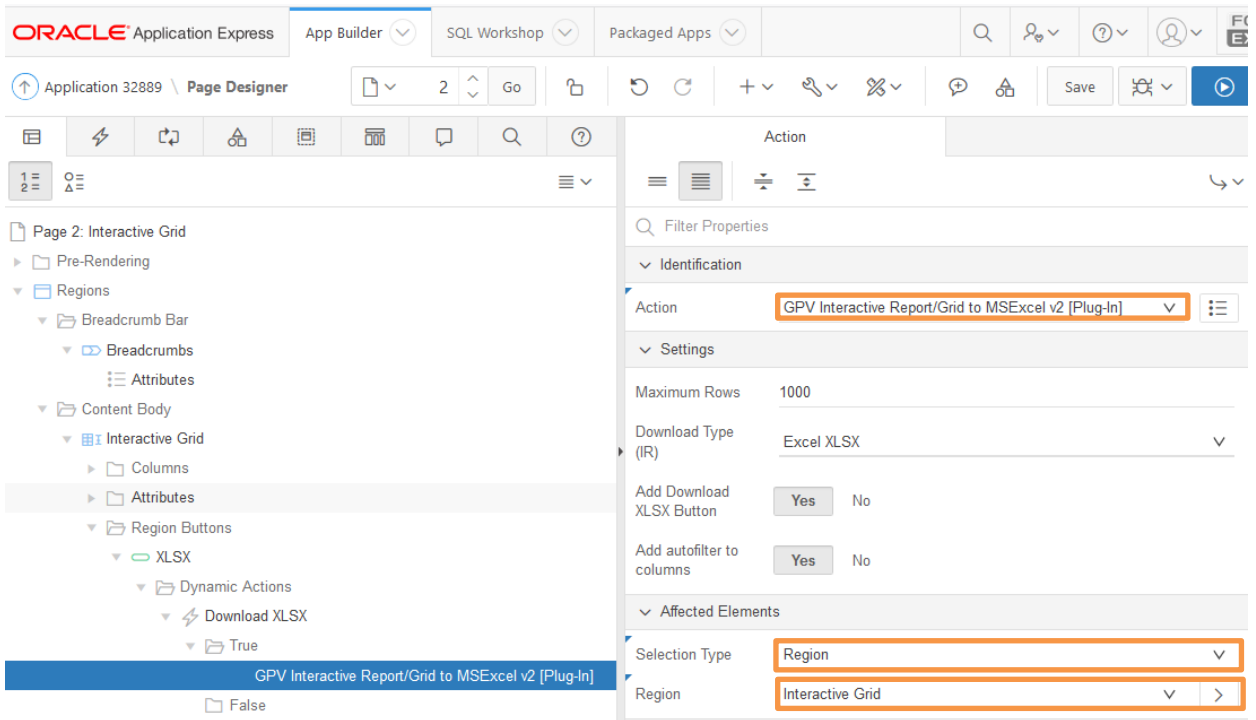 ORACLE Application Express App Builder SQL Workshop Packaged Apps
Application 32889 \ Page Designer 2 Go Save
Action
Filter Properties
Page 2: Interactive Grid
Pre-Rendering
Regions
Breadcrumb Bar
Breadcrumbs
Attributes
Content Body
Interactive Grid
Columns
Attributes
Region Buttons
XLSX
Dynamic Actions
Download XLSX
True
GPV Interactive Report/Grid to MSExcel v2 [Plug-In]
False
Identification
Action GPV Interactive Report/Grid to MSExcel v2 [Plug-In]
Settings
Maximum Rows 1000
Download Type
(IR) Excel XLSX
Add Download
XLSX Button Yes No
Add autofilter to
columns Yes No
Affected Elements
Selection Type Region
Region Interactive Grid